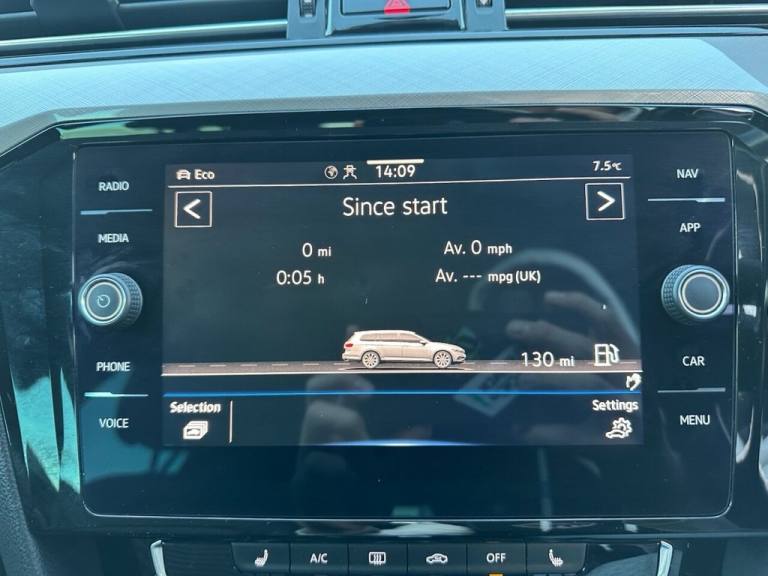 Eco 14:09 7.5°C
Since start
0 mi Av. 0 mph
0:05 h Av. --- mpg (UK)
130 mi
Selection Settings
RADIO
MEDIA
PHONE
VOICE
NAV
APP
CAR
MENU
A/C OFF